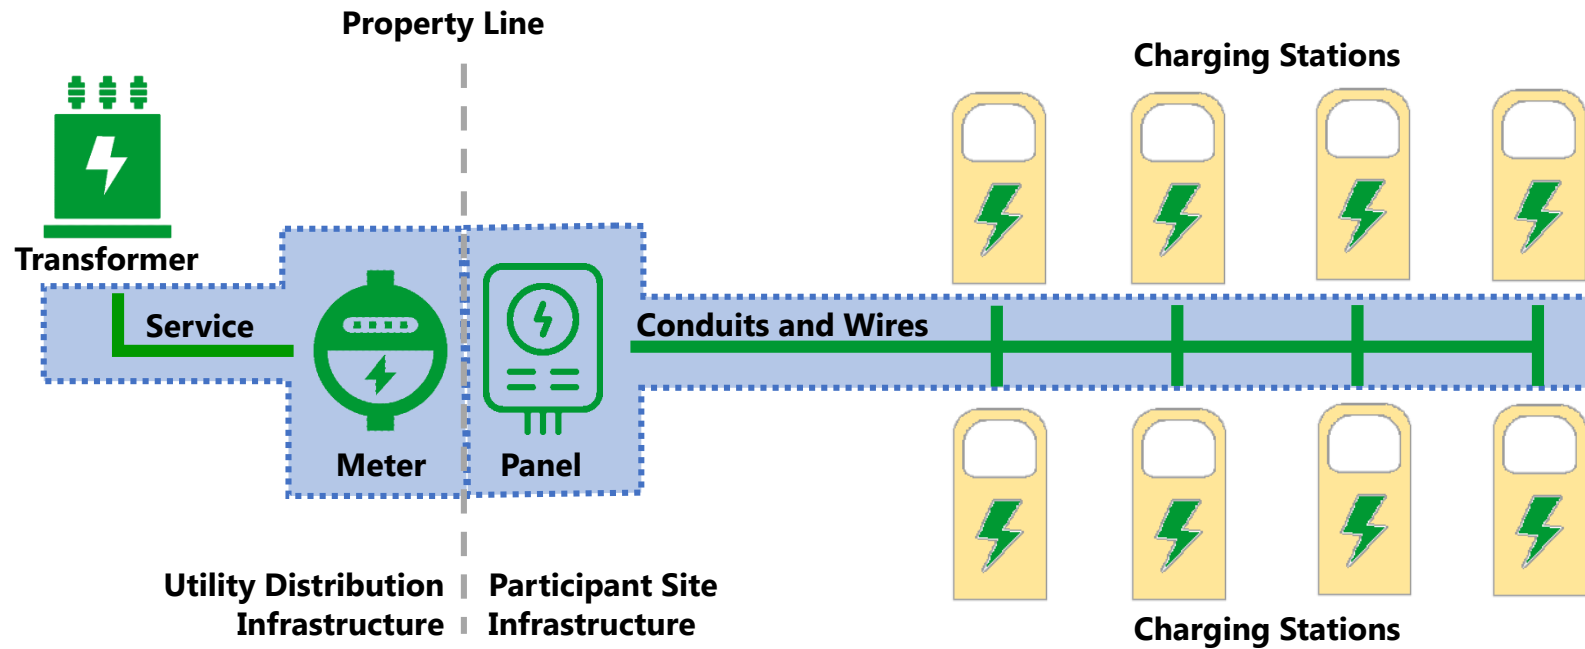 Property Line
Charging Stations
Transformer
Service
Conduits and Wires
Meter
Panel
Utility Distribution
Infrastructure
Participant Site
Infrastructure
Charging Stations